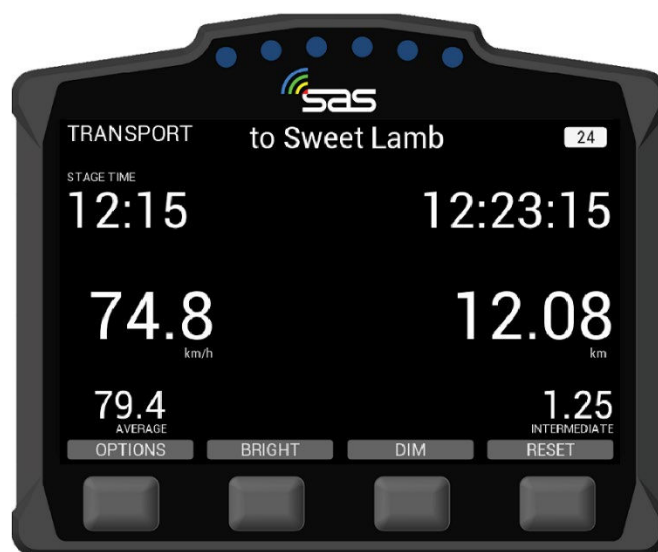 sas
TRANSPORT to Sweet Lamb 24
STAGE TIME
12:15 12:23:15
74.8 12.08
km/h km
79.4 1.25
AVERAGE INTERMEDIATE
OPTIONS BRIGHT DIM RESET